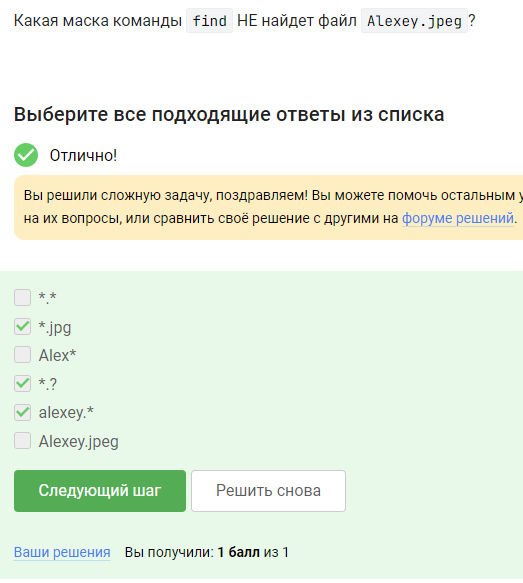 Какая маска команды find НЕ найдет файл Alexey.jpeg?
Выберите все подходящие ответы из списка
Отлично!
Вы решили сложную задачу, поздравляем! Вы можете помочь остальным
на их вопросы, или сравнить своё решение с другими на форуме решений.
*.*
*.jpg
Alex*
*.?
alexey.*
Alexey.jpeg
Следующий шаг
Решить снова
Ваши решения Вы получили: 1 балл из 1